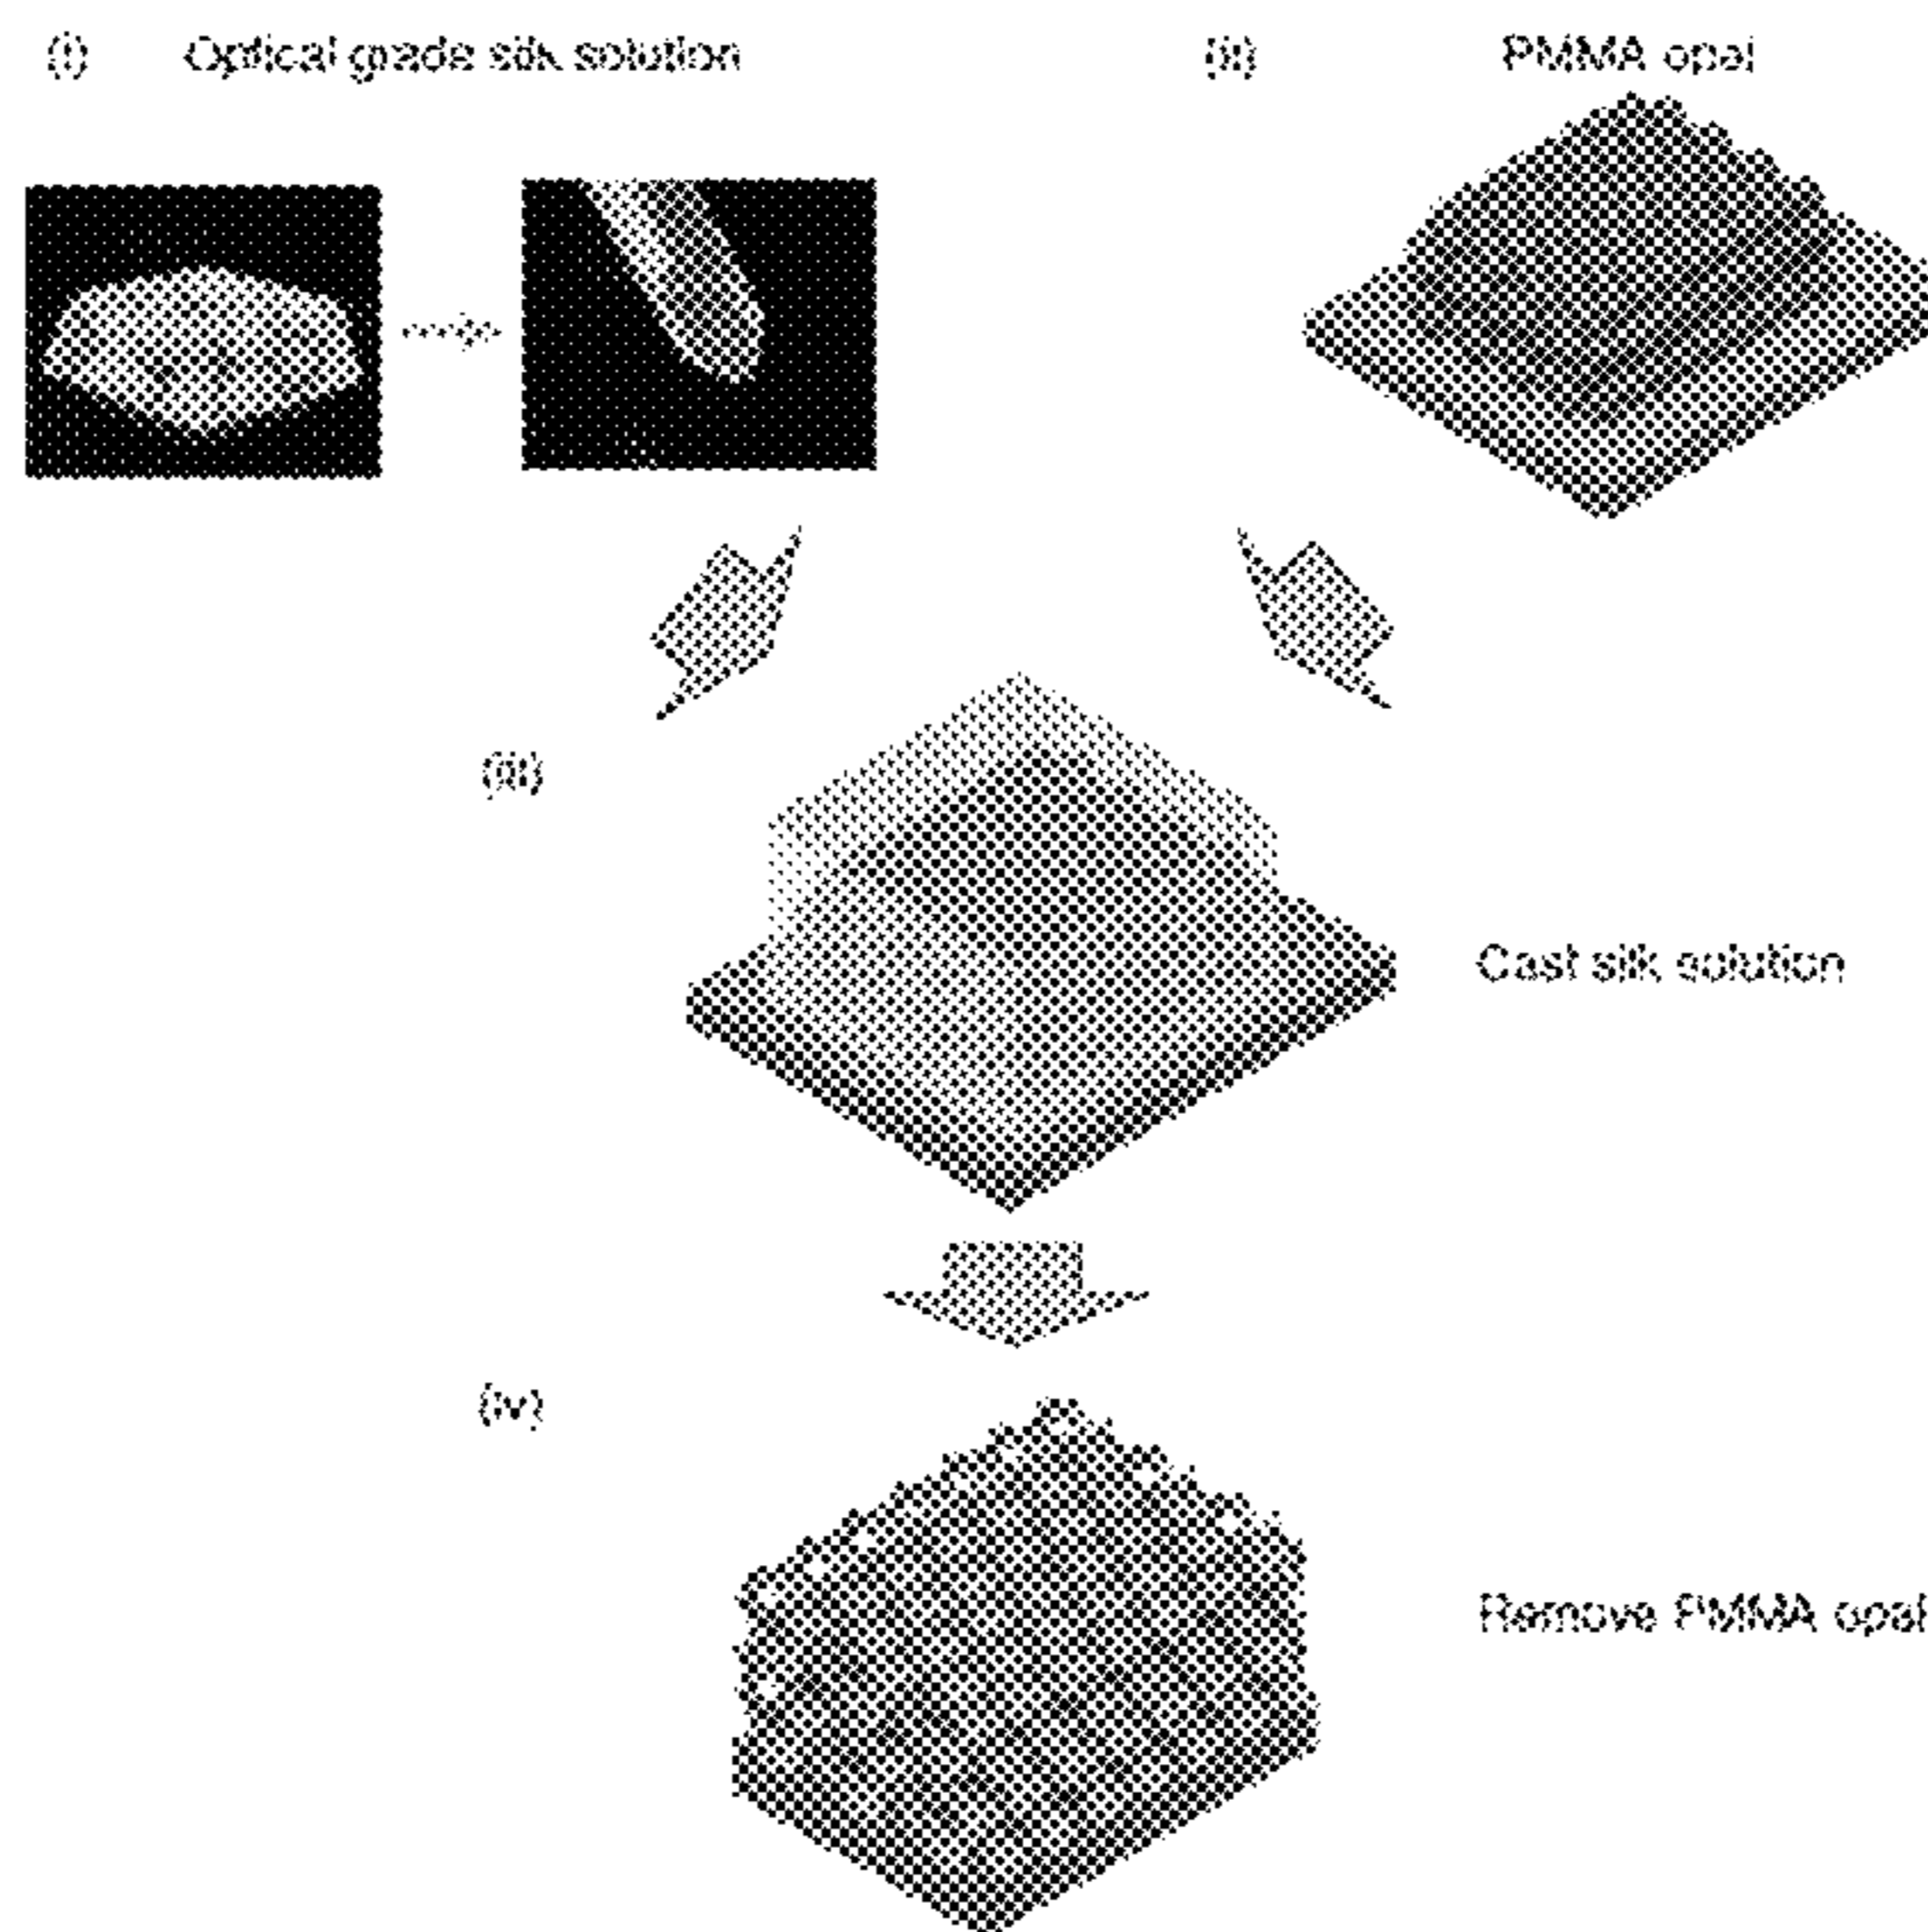 (i) Optical grade silk solution
(ii) PMMA opal
(iii)
Cast silk solution
(iv)
Remove PMMA opal